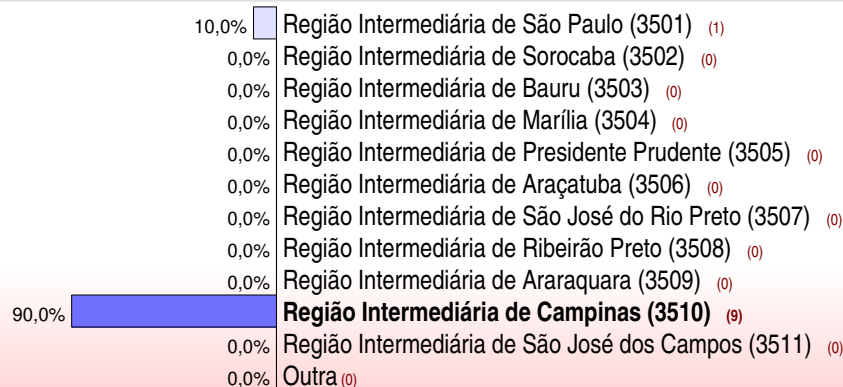 10,0% Região Intermediária de São Paulo (3501) (1)
0,0% Região Intermediária de Sorocaba (3502) (0)
0,0% Região Intermediária de Bauru (3503) (0)
0,0% Região Intermediária de Marília (3504) (0)
0,0% Região Intermediária de Presidente Prudente (3505) (0)
0,0% Região Intermediária de Araçatuba (3506) (0)
0,0% Região Intermediária de São José do Rio Preto (3507) (0)
0,0% Região Intermediária de Ribeirão Preto (3508) (0)
0,0% Região Intermediária de Araraquara (3509) (0)
90,0% Região Intermediária de Campinas (3510) (9)
0,0% Região Intermediária de São José dos Campos (3511) (0)
0,0% Outra (0)